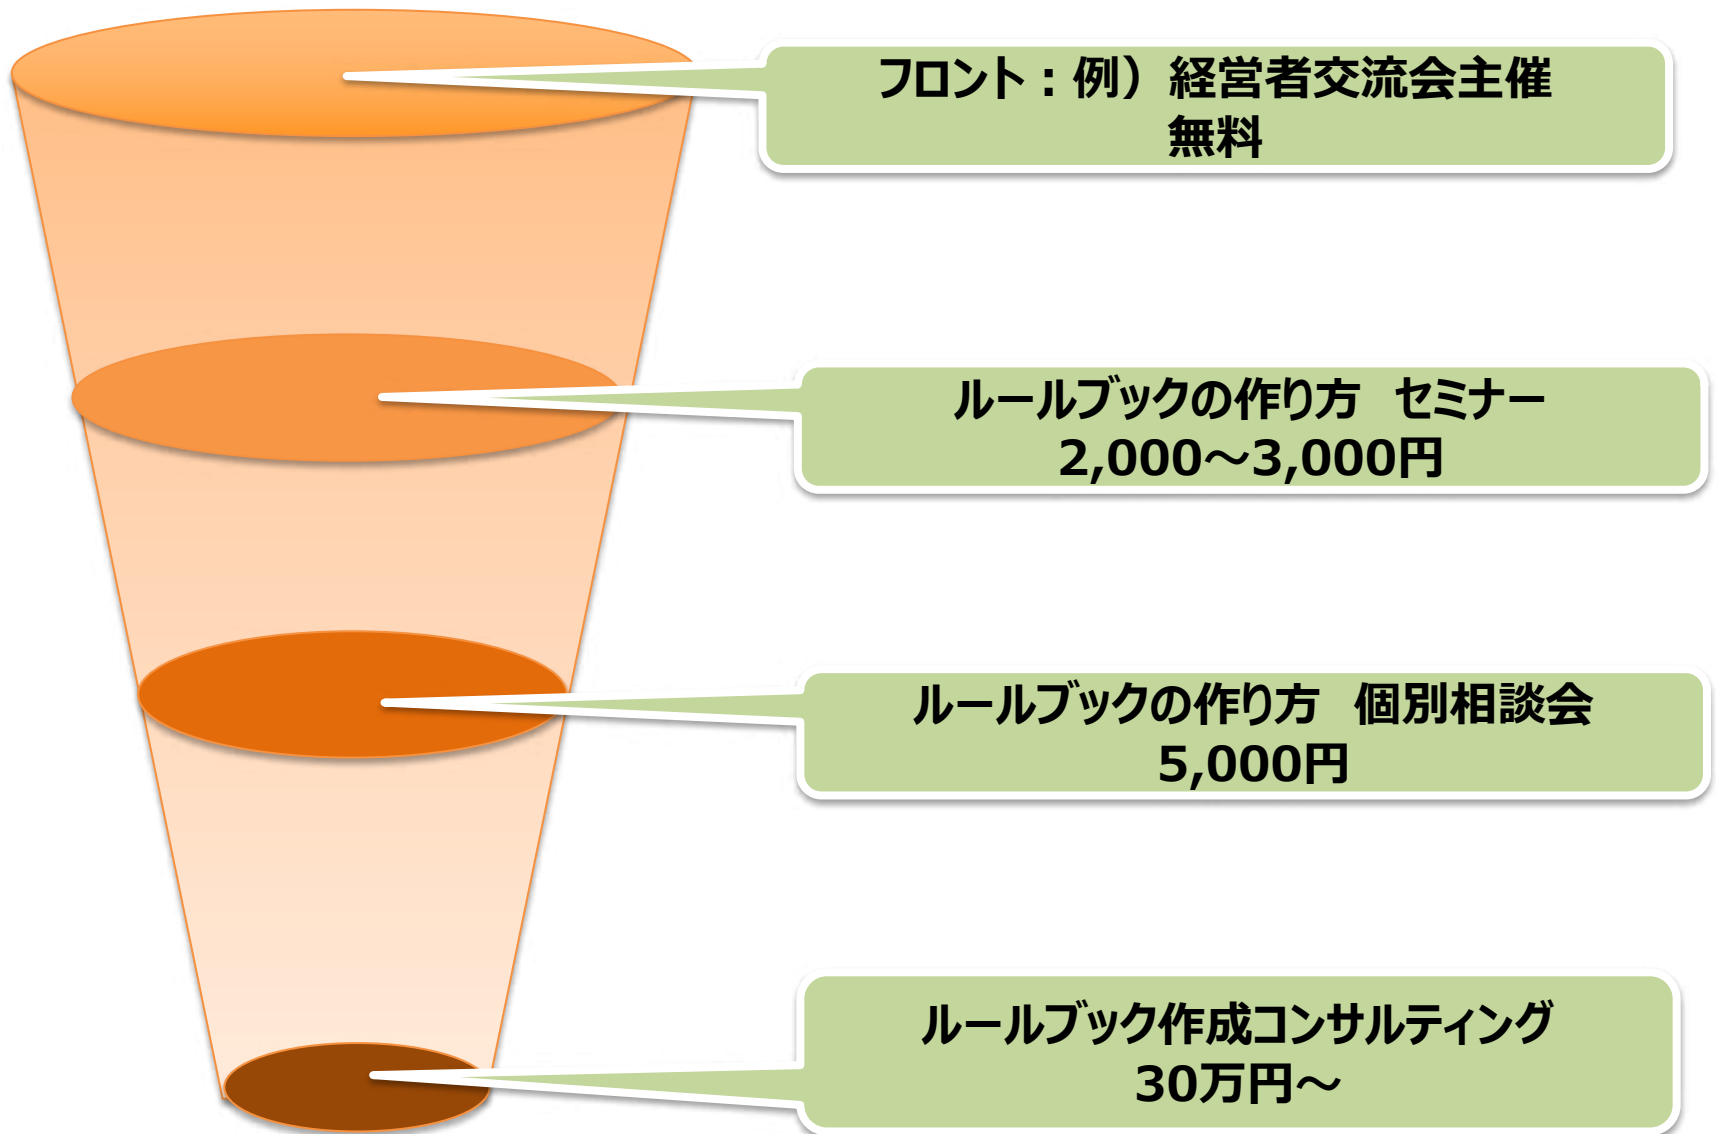 フロント：例）経営者交流会主催
無料
ルールブックの作り方　セミナー
2,000～3,000円
ルールブックの作り方　個別相談会
5,000円
ルールブック作成コンサルティング
30万円～